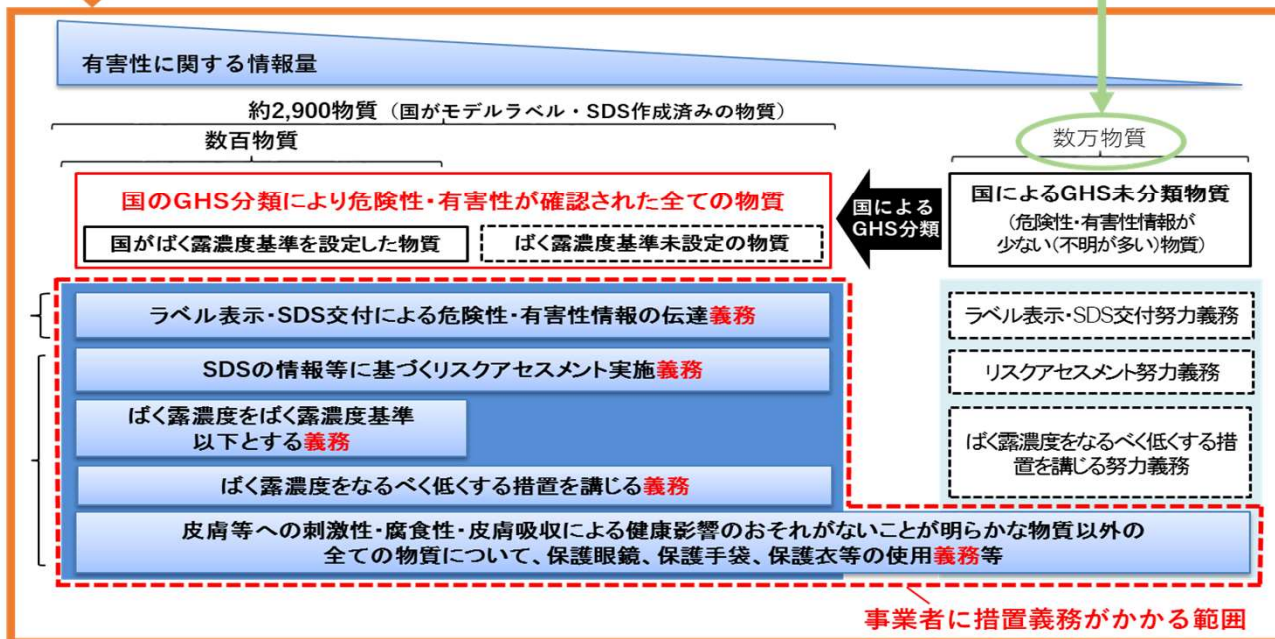 有害性に関する情報量
約2,900物質（国がモデルラベル・SDS作成済みの物質）
数百物質
数万物質
国のGHS分類により危険性・有害性が確認された全ての物質
国がばく露濃度基準を設定した物質
ばく露濃度基準未設定の物質
国による
GHS分類
国によるGHS未分類物質
(危険性・有害性情報が
少ない(不明が多い)物質)
ラベル表示・SDS交付による危険性・有害性情報の伝達義務
ラベル表示・SDS交付努力義務
SDSの情報等に基づくリスクアセスメント実施義務
リスクアセスメント努力義務
ばく露濃度をばく露濃度基準
以下とする義務
ばく露濃度をなるべく低くする措
置を講じる努力義務
ばく露濃度をなるべく低くする措置を講じる義務
皮膚等への刺激性・腐食性・皮膚吸収による健康影響のおそれがないことが明らかな物質以外の
全ての物質について、保護眼鏡、保護手袋、保護衣等の使用義務等
事業者に措置義務がかかる範囲